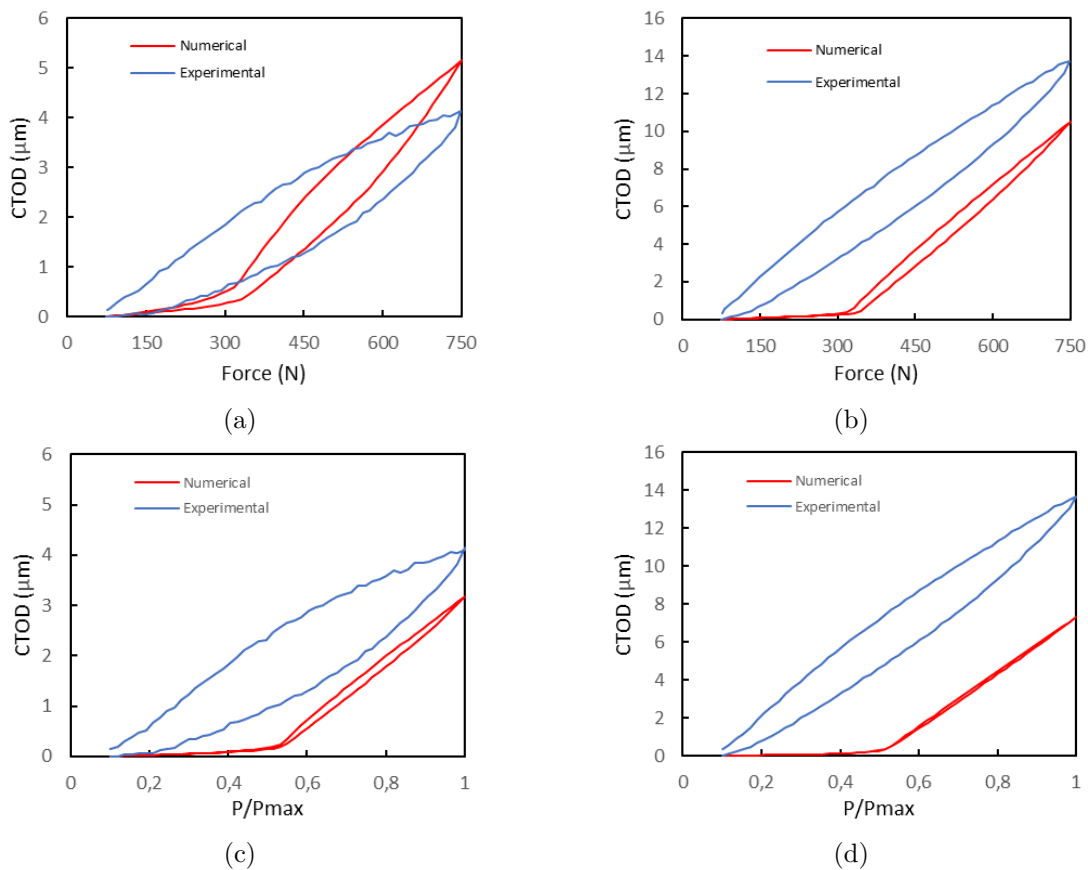 6
5
4
3
2
1
0
CTOD (μm)
Numerical
Experimental
0 150 300 450 600 750
Force (N)
(a)
16
14
12
10
8
6
4
2
0
CTOD (μm)
Numerical
Experimental
0 150 300 450 600 750
Force (N)
(b)
6
5
4
3
2
1
0
CTOD (μm)
Numerical
Experimental
0 0,2 0,4 0,6 0,8 1
P/Pmax
(c)
16
14
12
10
8
6
4
2
0
CTOD (μm)
Numerical
Experimental
0 0,2 0,4 0,6 0,8 1
P/Pmax
(d)